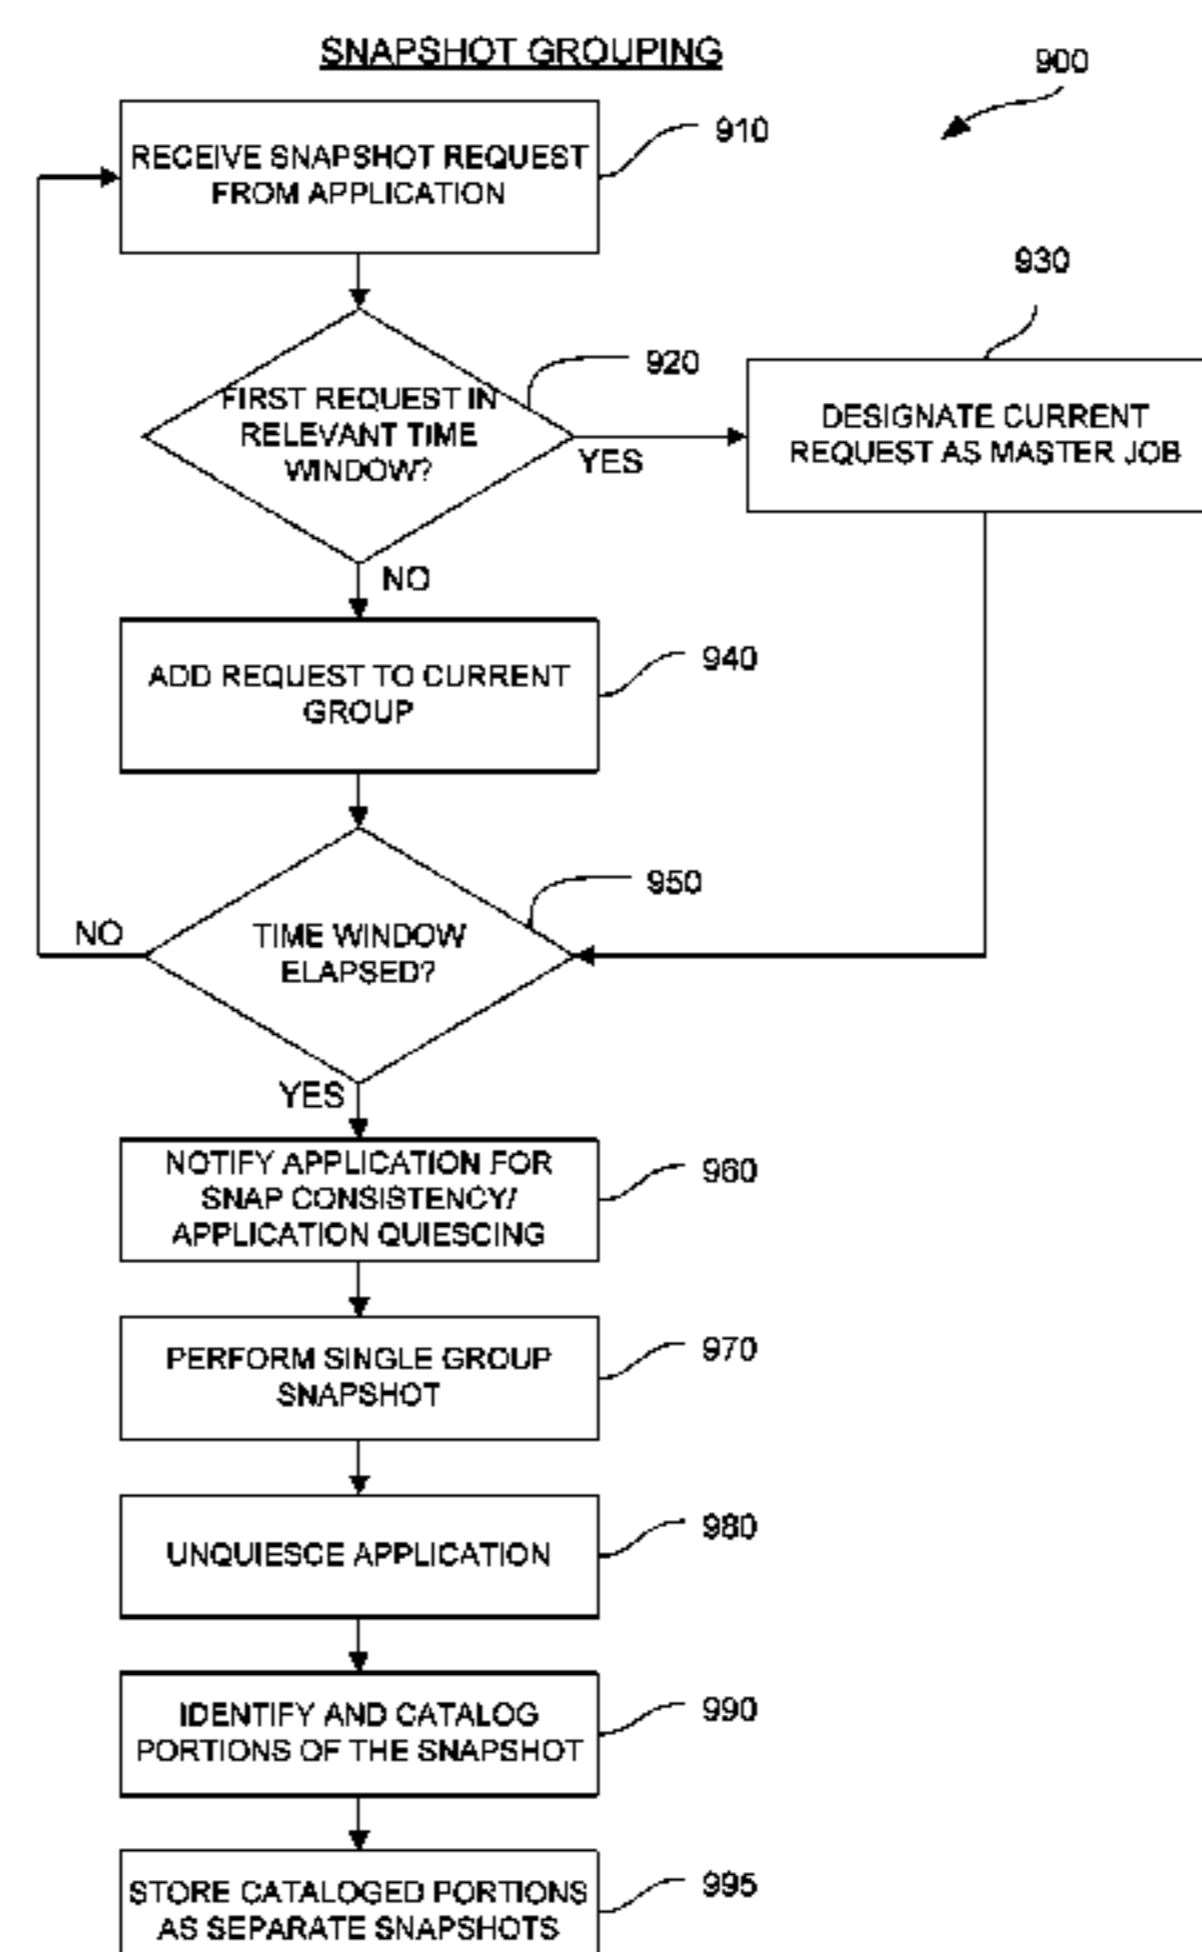 SNAPSHOT GROUPING
900
RECEIVE SNAPSHOT REQUEST
FROM APPLICATION
910
FIRST REQUEST IN
RELEVANT TIME
WINDOW?
920
YES
930
DESIGNATE CURRENT
REQUEST AS MASTER JOB
NO
ADD REQUEST TO CURRENT
GROUP
940
TIME WINDOW
ELAPSED?
950
NO
YES
NOTIFY APPLICATION FOR
SNAP CONSISTENCY/
APPLICATION QUIESCING
960
PERFORM SINGLE GROUP
SNAPSHOT
970
UNQUIESCE APPLICATION
980
IDENTIFY AND CATALOG
PORTIONS OF THE SNAPSHOT
990
STORE CATALOGED PORTIONS
AS SEPARATE SNAPSHOTS
995